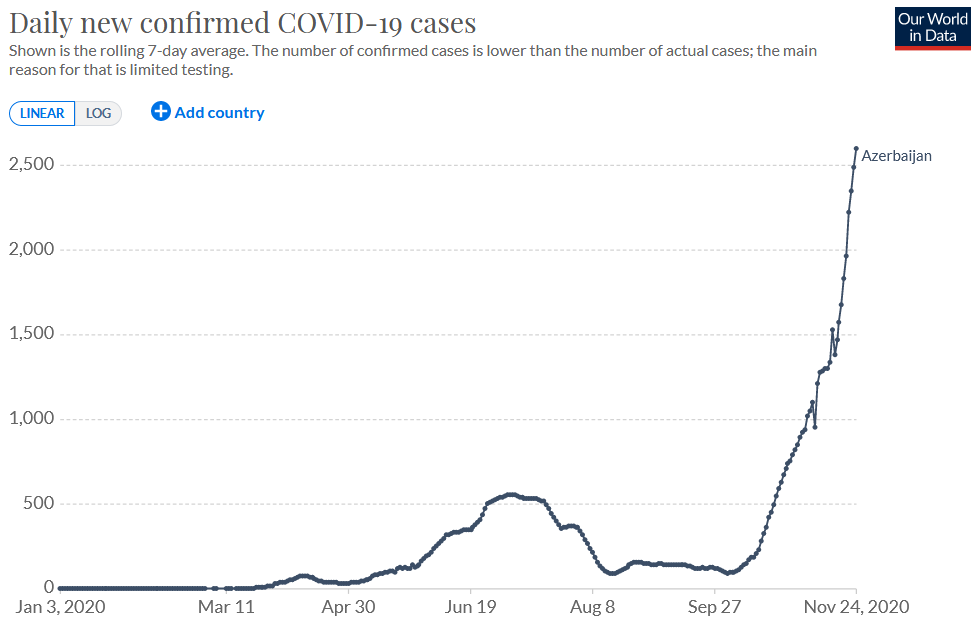 Daily new confirmed COVID-19 cases
Our World
in Data
Shown is the rolling 7-day average. The number of confirmed cases is lower than the number of actual cases; the main
reason for that is limited testing.
LINEAR LOG Add country
2,500
Azerbaijan
2,000
1,500
1,000
500
0
Jan 3, 2020 Mar 11 Apr 30 Jun 19 Aug 8 Sep 27 Nov 24, 2020